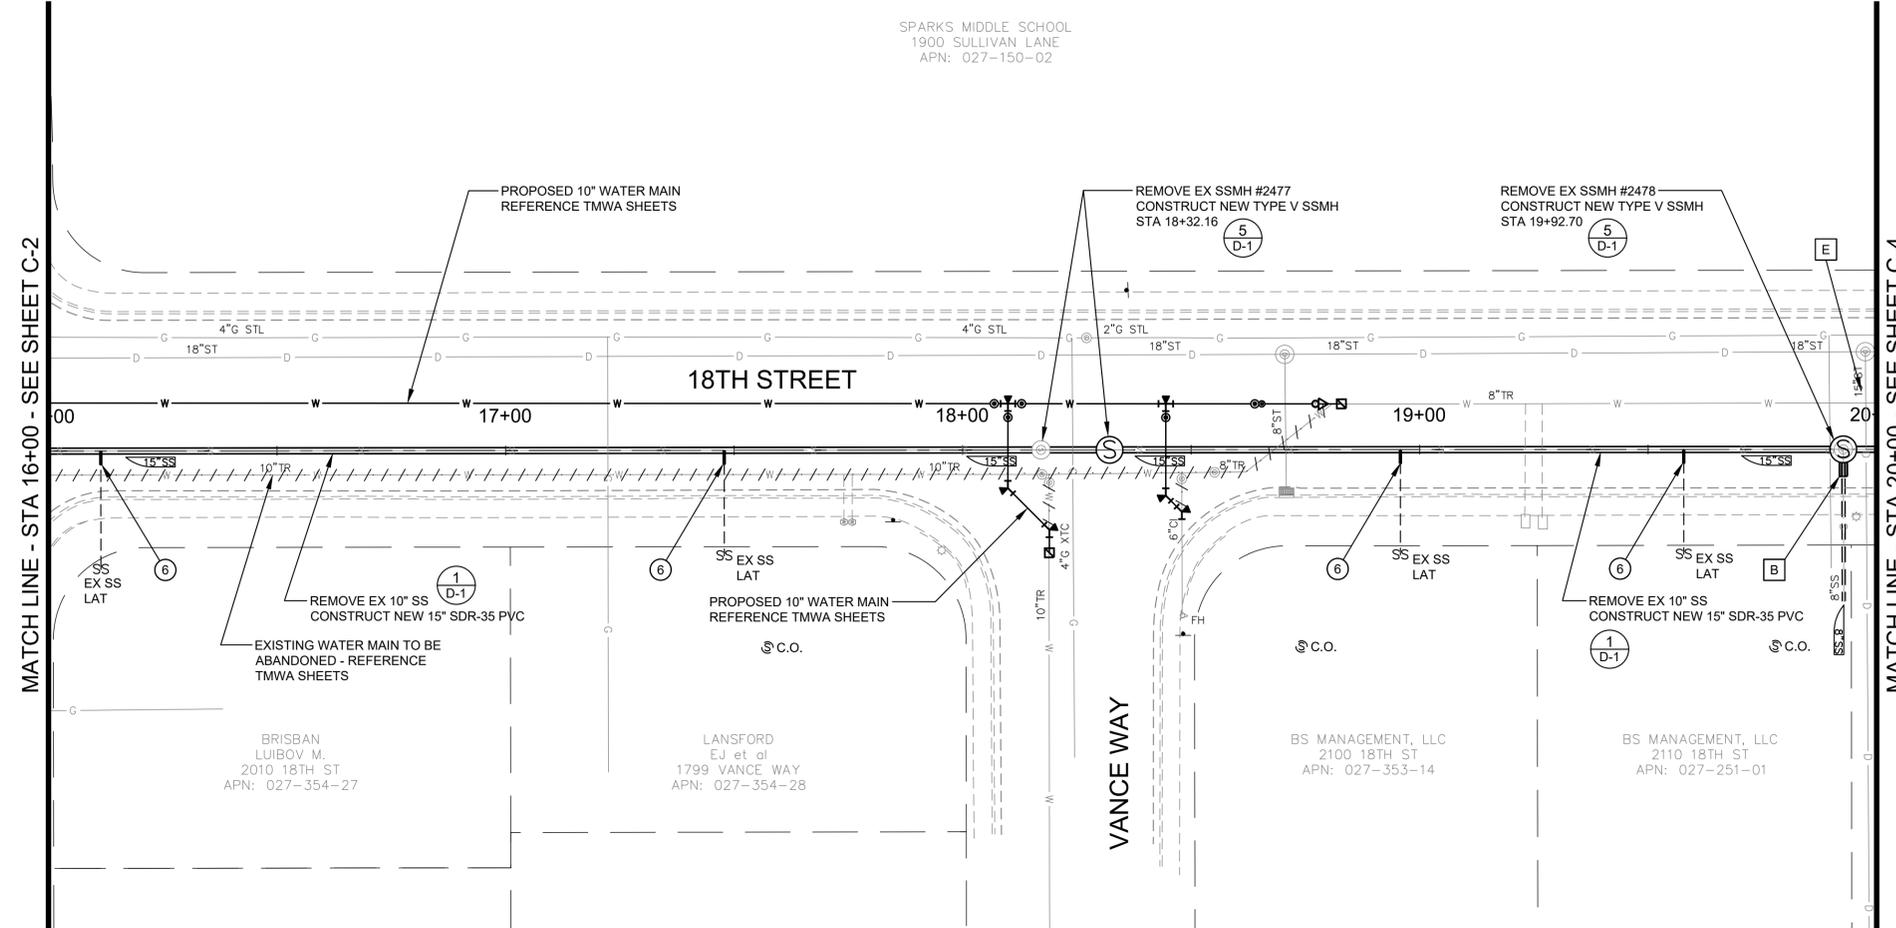 SPARKS MIDDLE SCHOOL
1900 SULLIVAN LANE
APN: 027-150-02
MATCH LINE - STA 16+00 - SEE SHEET C-2
PROPOSED 10" WATER MAIN
REFERENCE TMWA SHEETS
REMOVE EX SSMH #2477
CONSTRUCT NEW TYPE V SSMH
STA 18+32.16
5
D-1
REMOVE EX SSMH #2478
CONSTRUCT NEW TYPE V SSMH
STA 19+92.70
5
D-1
E
4"G STL
4"G STL
2"G STL
18"ST
18"ST
18"ST
18"ST
18TH STREET
8"TR
17+00
18+00
19+00
8"ST
15"SS
10"TR
10"TR
15"SS
15"SS
8"TR
15"SS
6
SS
EX SS
LAT
6
SS
EX SS
LAT
6
SS
EX SS
LAT
6
SS
EX SS
LAT
B
1
D-1
REMOVE EX 10" SS
CONSTRUCT NEW 15" SDR-35 PVC
PROPOSED 10" WATER MAIN
REFERENCE TMWA SHEETS
REMOVE EX 10" SS
CONSTRUCT NEW 15" SDR-35 PVC
1
D-1
EXISTING WATER MAIN TO BE
ABANDONED - REFERENCE
TMWA SHEETS
4"G XTC
10"TR
6"CI
FH
8"SS
8"SS
S C.O.
S C.O.
S C.O.
VANCE WAY
BRISBAN
LUIBOV M.
2010 18TH ST
APN: 027-354-27
LANSFORD
EJ et al
1799 VANCE WAY
APN: 027-354-28
BS MANAGEMENT, LLC
2100 18TH ST
APN: 027-353-14
BS MANAGEMENT, LLC
2110 18TH ST
APN: 027-251-01